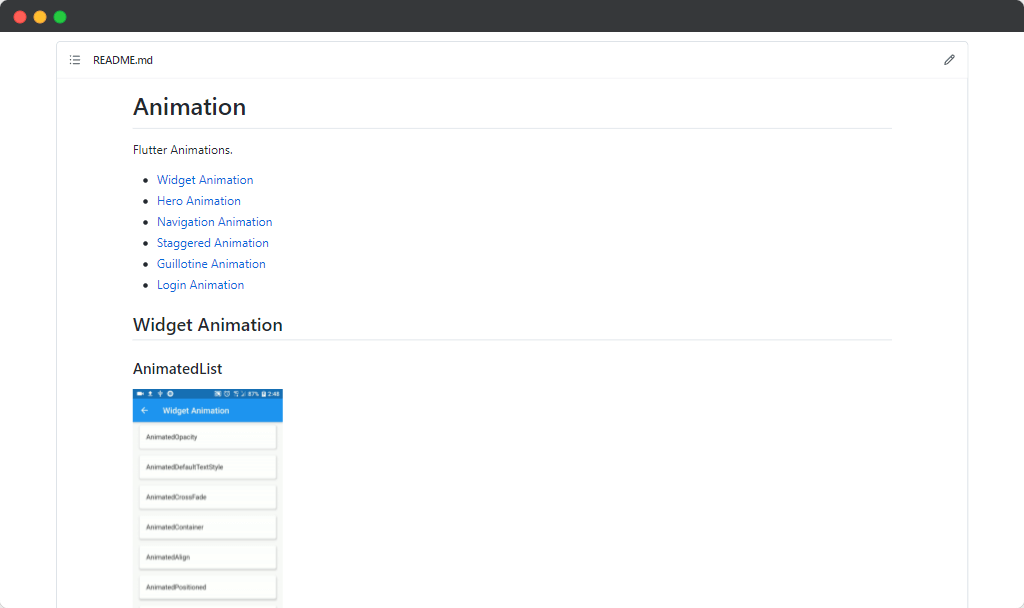 README.md
Animation
Flutter Animations.
Widget Animation
Hero Animation
Navigation Animation
Staggered Animation
Guillotine Animation
Login Animation
Widget Animation
AnimatedList
87% 2:48
Widget Animation
AnimatedOpacity
AnimatedDefaultTextStyle
AnimatedCrossFade
AnimatedContainer
AnimatedAlign
AnimatedPositioned